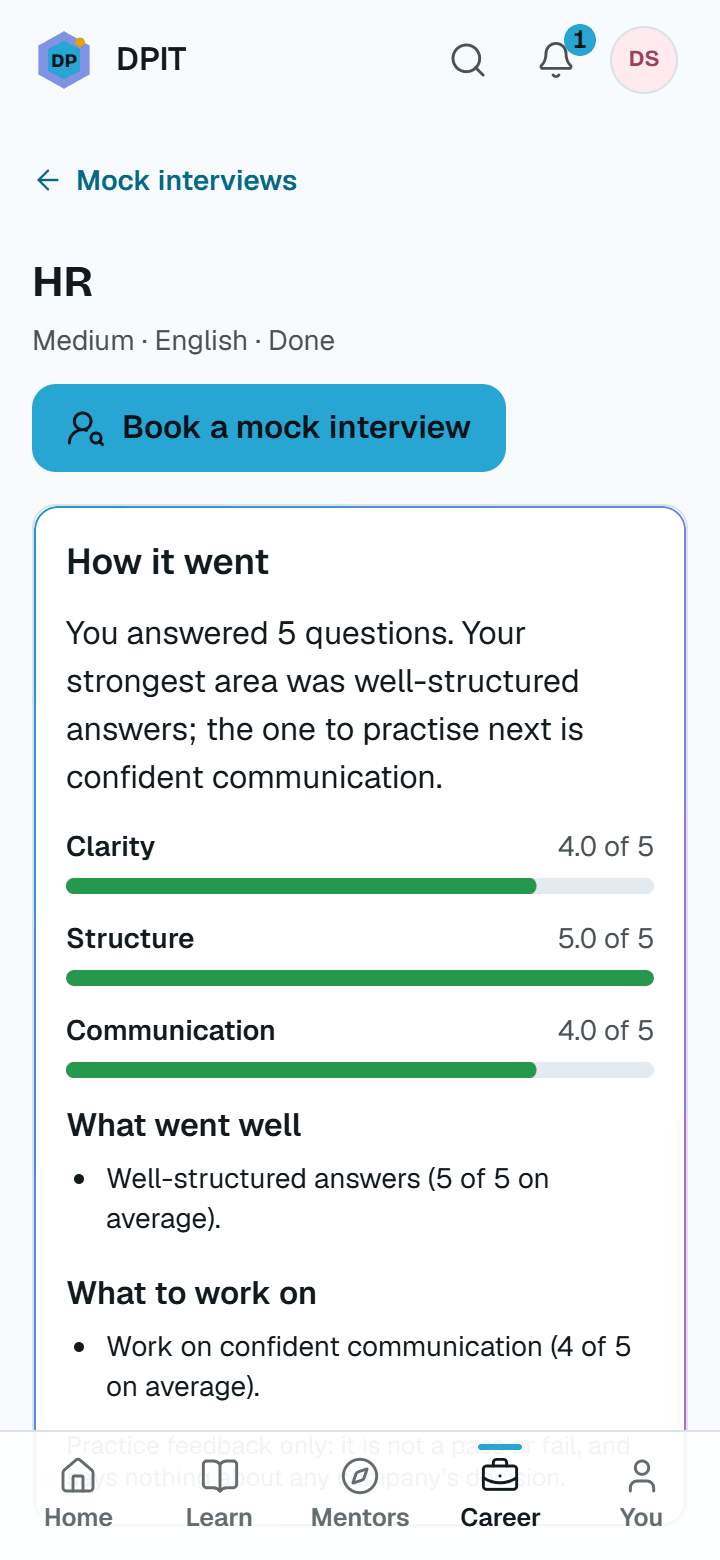 DP DPIT 1 DS
Mock interviews
HR
Medium · English · Done
Book a mock interview
How it went
You answered 5 questions. Your
strongest area was well-structured
answers; the one to practise next is
confident communication.
Clarity 4.0 of 5
Structure 5.0 of 5
Communication 4.0 of 5
What went well
• Well-structured answers (5 of 5 on
average).
What to work on
• Work on confident communication (4 of 5
on average).
Practice feedback only: it is not a pass or fail, and
says nothing about any company's decision.
Home Learn Mentors Career You